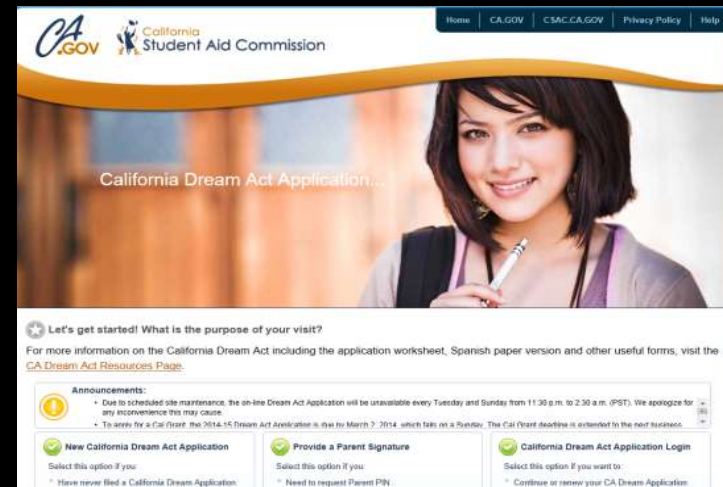 Home CA.GOV CSAC.CA.GOV Privacy Policy Help
CA.GOV California
Student Aid Commission
California Dream Act Application...
Let's get started! What is the purpose of your visit?
For more information on the California Dream Act including the application worksheet, Spanish paper version and other useful forms, visit the
CA Dream Act Resources Page.
Announcements:
• Due to scheduled site maintenance, the on-line Dream Act Application will be unavailable every Tuesday and Sunday from 11:30 p.m. to 2:30 a.m. (PST). We apologize for
any inconvenience this may cause.
• To apply for a Cal Grant, the 2014-15 Dream Act Application is due by March 2, 2014, which falls on a Sunday. The Cal Grant deadline is extended to the next business
New California Dream Act Application
Select this option if you:
* Have never filed a California Dream Application
Provide a Parent Signature
Select this option if you:
* Need to request Parent PIN
California Dream Act Application Login
Select this option if you want to:
* Continue or renew your CA Dream Application